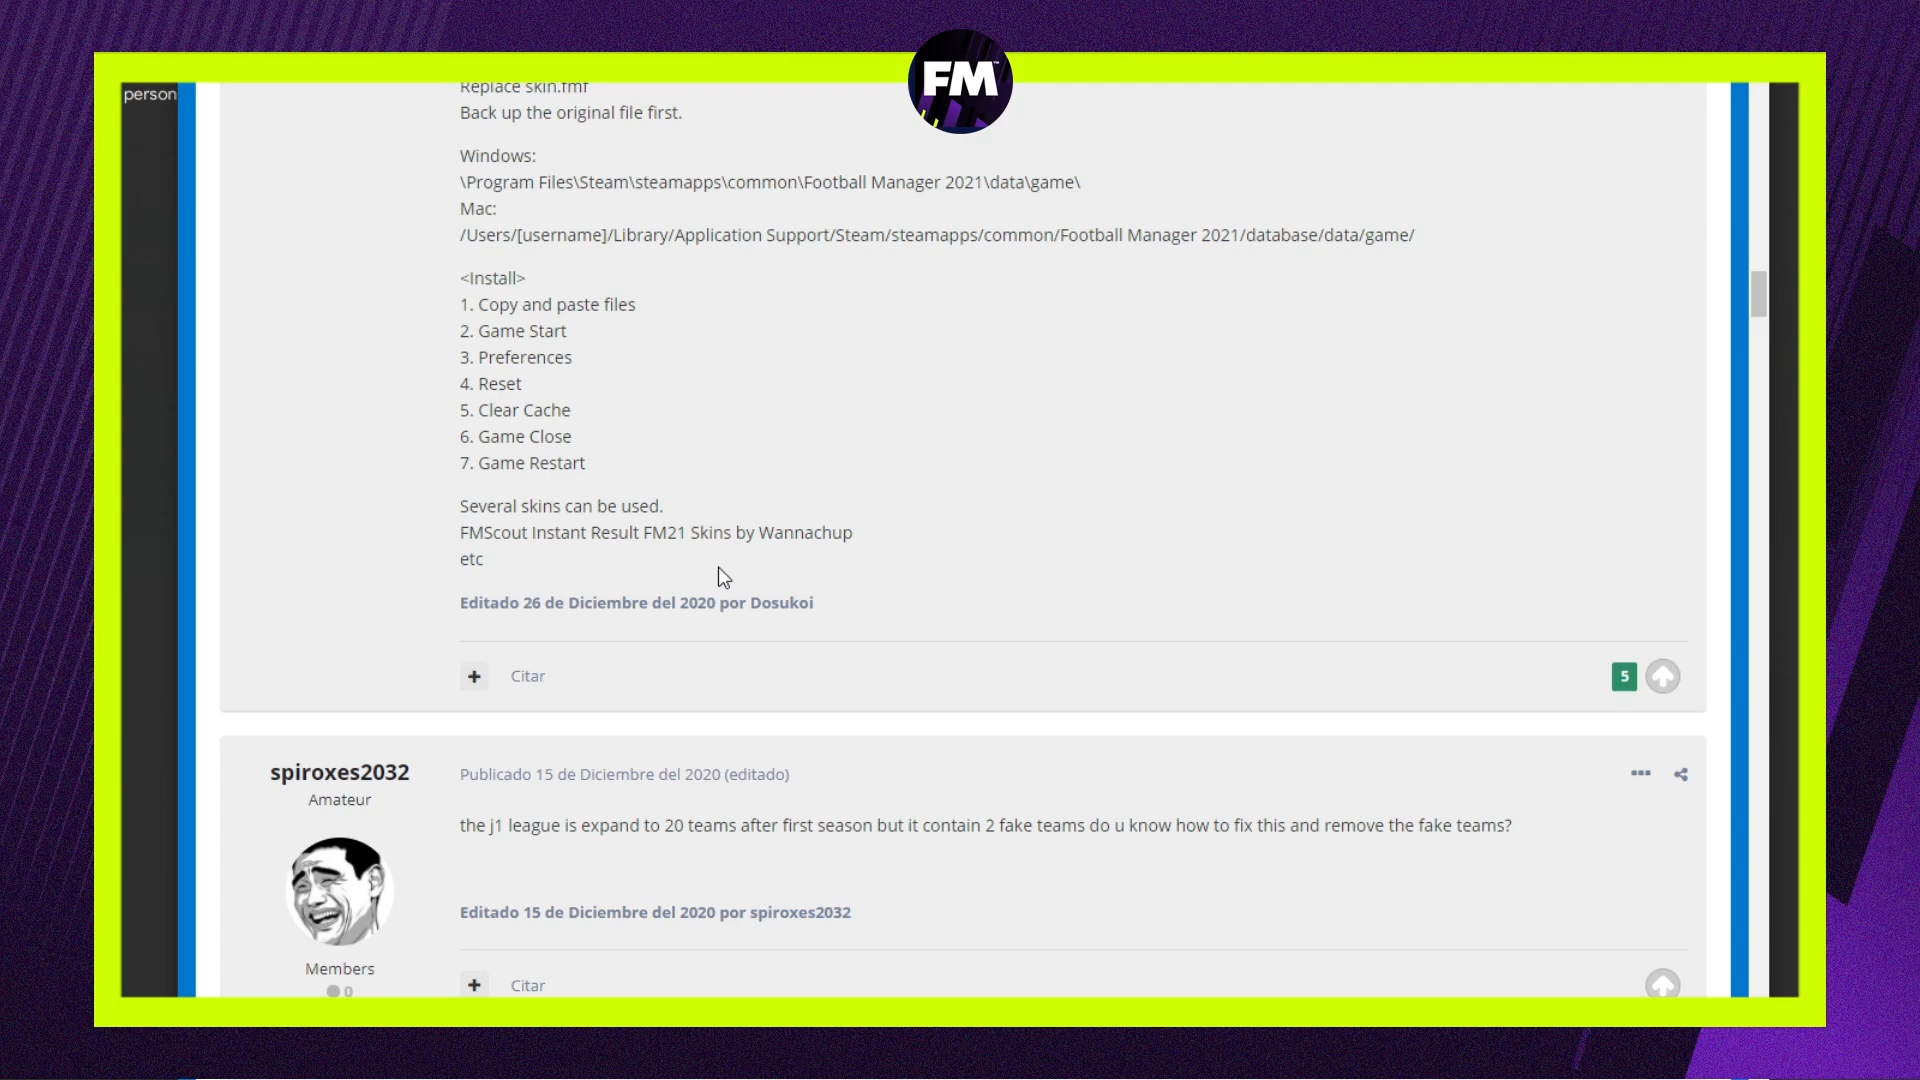 FM
person
Replace skin.fmf
Back up the original file first.
Windows:
\Program Files\Steam\steamapps\common\Football Manager 2021\data\game\
Mac:
/Users/[username]/Library/Application Support/Steam/steamapps/common/Football Manager 2021/database/data/game/
<Install>
1. Copy and paste files
2. Game Start
3. Preferences
4. Reset
5. Clear Cache
6. Game Close
7. Game Restart
Several skins can be used.
FMScout Instant Result FM21 Skins by Wannachup
etc
Editado 26 de Diciembre del 2020 por Dosukoi
+ Citar
5
spiroxes2032
Amateur
Publicado 15 de Diciembre del 2020 (editado)
the j1 league is expand to 20 teams after first season but it contain 2 fake teams do u know how to fix this and remove the fake teams?
Editado 15 de Diciembre del 2020 por spiroxes2032
Members
0
+ Citar